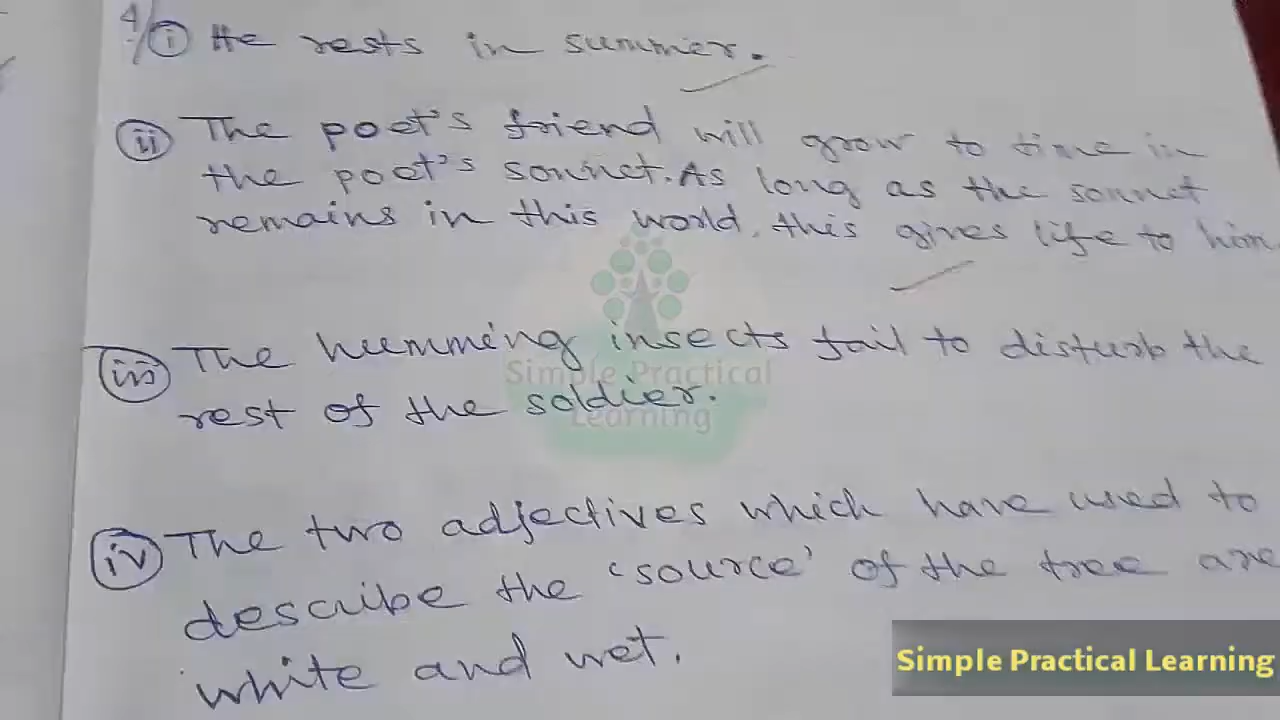 4/ i He rests in summer.
ii The poet's friend will grow to time in
the poet's sonnet. As long as the sonnet
remains in this world, this gives life to him
iii The humming insects fail to disturb the
rest of the soldier.
iv The two adjectives which have used to
describe the 'source' of the tree are
white and wet.
Simple Practical
Learning
Simple Practical Learning